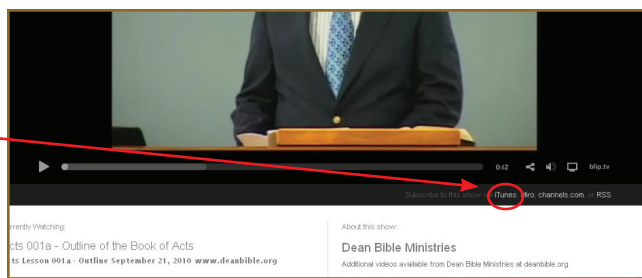 0:12 blip.tv
Subscribe to this show iTunes, Miro, channels.com, or RSS
rrently Watching:
cts 001a - Outline of the Book of Acts
ts Lesson 001a - Outline September 21, 2010 www.deanbible.org
About this show:
Dean Bible Ministries
Additional videos available from Dean Bible Ministries at deanbible.org